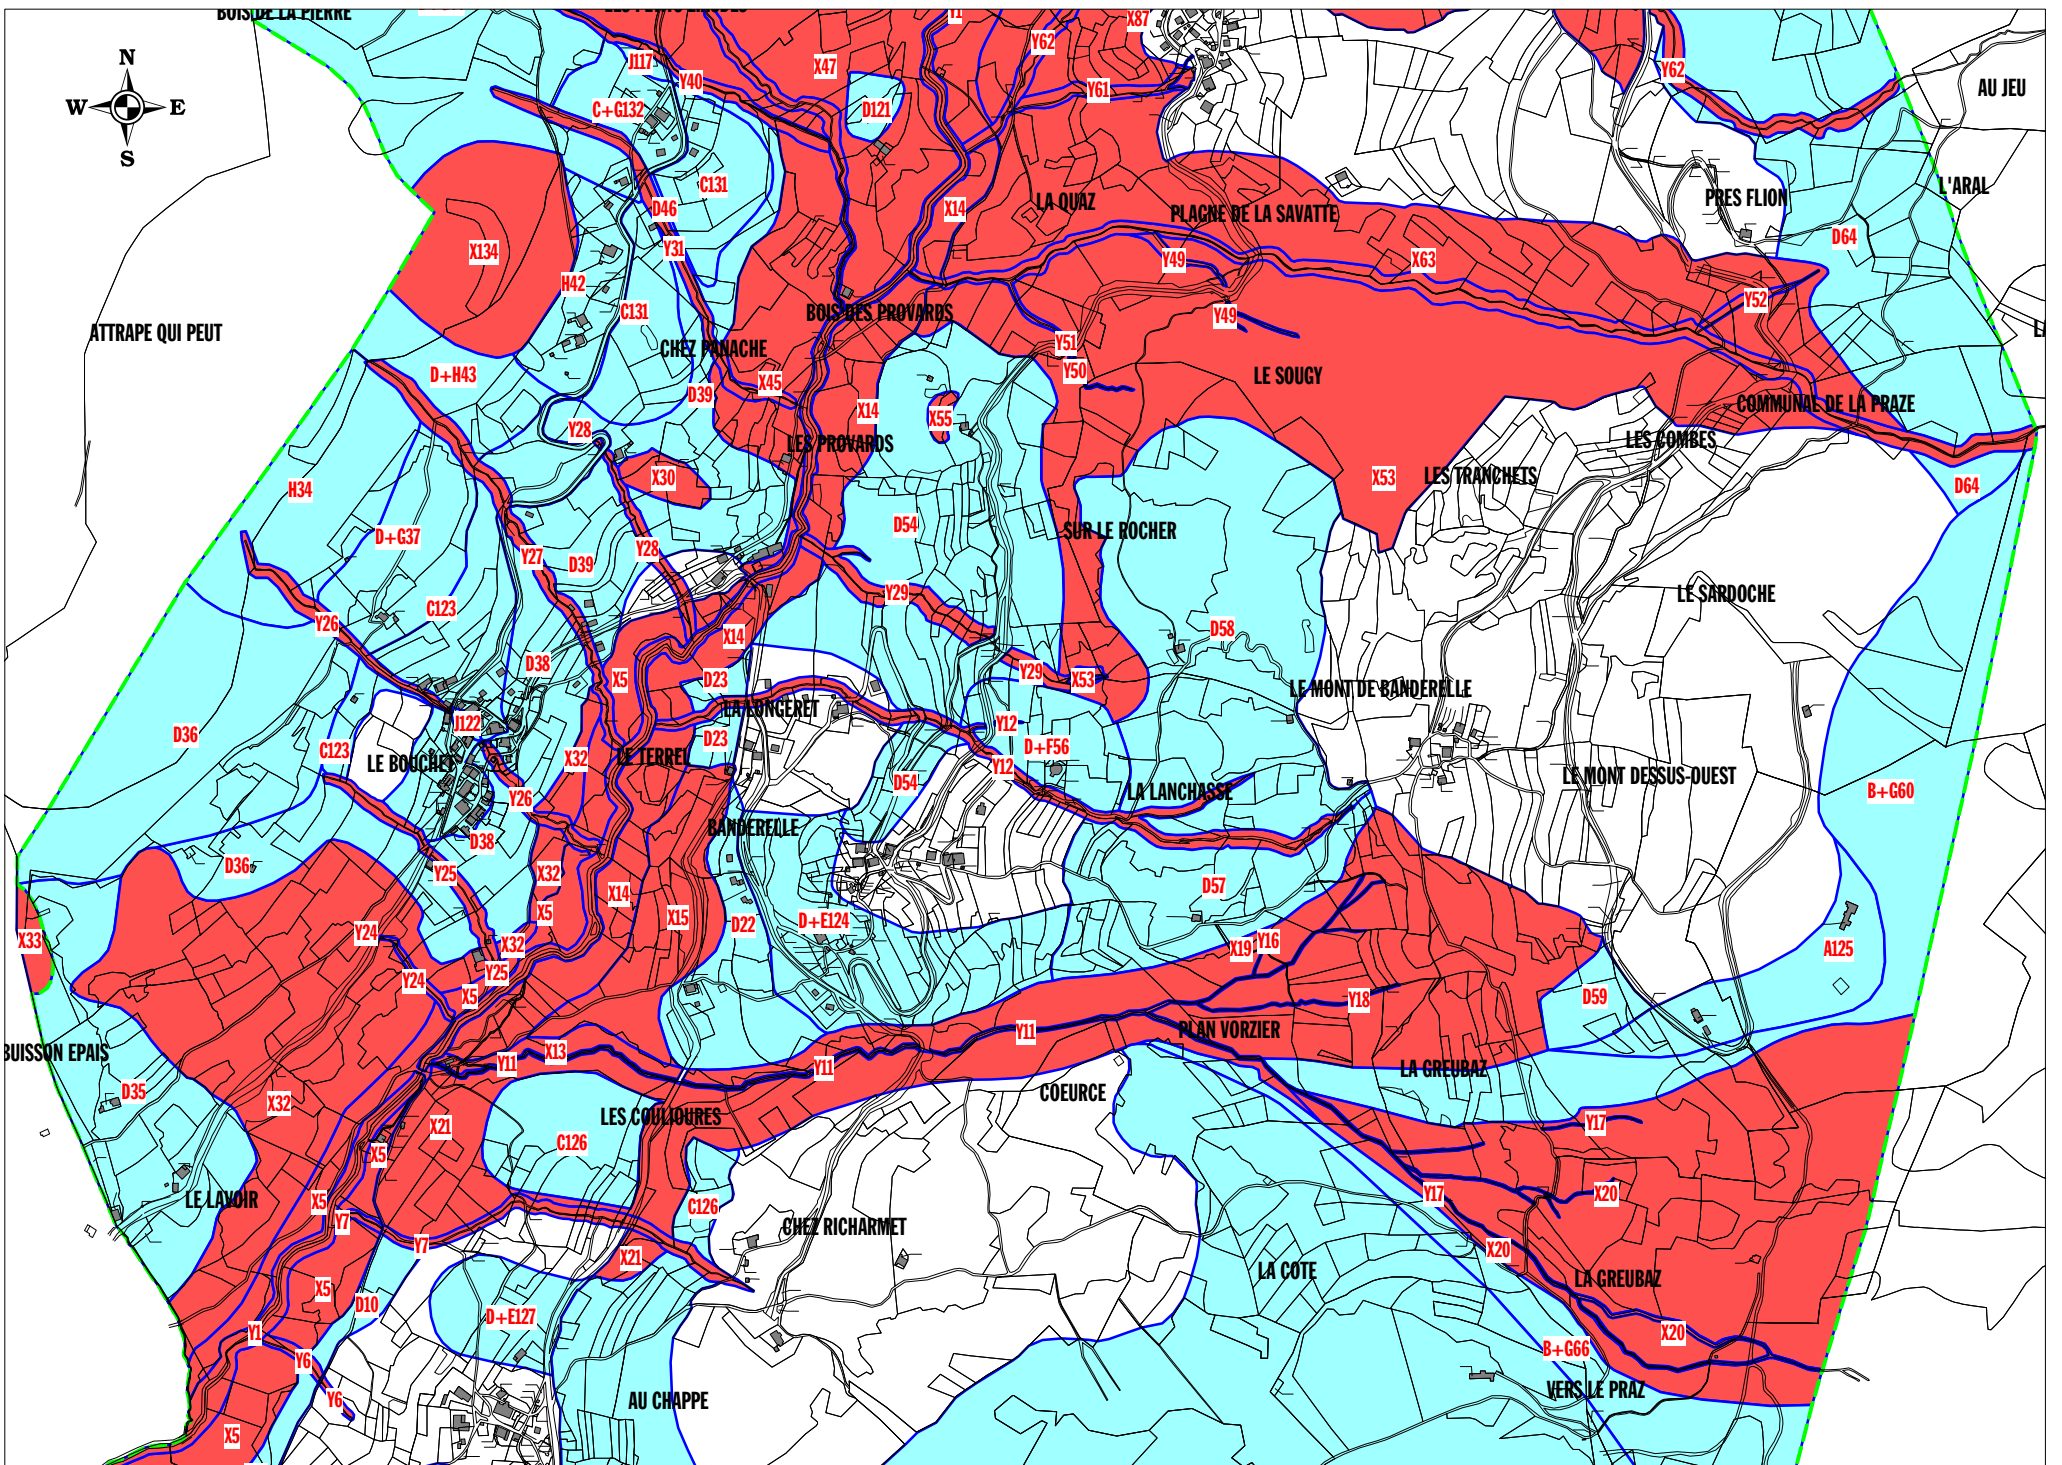 BOIS DE LA PIERRE
Y1
X87
N
W E
S
J117
Y40
X47
Y62
Y62
AU JEU
C+G132
D121
Y61
C131
D46
X14
LA QUAZ
PLAGNE DE LA SAVATTE
PRES FLION
L'ARAL
X134
Y31
Y49
X63
D64
H42
C131
BOIS DES PROVARDS
Y49
Y52
ATTRAPE QUI PEUT
CHEZ PANACHE
Y51
D+H43
X45
Y50
LE SOUGY
D39
X14
X55
COMMUNAL DE LA PRAZE
Y28
LES PROVARDS
LES COMBES
H34
X30
X53
LES TRANCHETS
D64
D+G37
D54
SUR LE ROCHER
Y27
D39
Y28
Y29
LE SARDOCHE
Y26
C123
X14
D58
D38
X5
D23
Y29
X53
LE MONT DE BANDERELLE
LA LONGERET
J122
Y12
D36
C123
LE BOUCHET
X32
LE TERREL
D23
D+F56
Y12
LE MONT DESSUS-OUEST
Y26
D54
LA LANCHASSE
B+G60
D38
BANDERELLE
D36
Y25
X32
X14
D57
X5
X15
D22
D+E124
Y24
X33
X32
X19
Y16
A125
Y24
Y25
X5
Y18
D59
BUISSON EPAIS
Y11
X13
Y11
Y11
PLAN VORZIER
LA GREUBAZ
D35
X32
COEURCE
X21
LES COULIOURES
Y17
X5
C126
LE LAVOIR
X5
Y7
C126
Y17
X20
Y7
CHEZ RICHARMET
X21
X20
X5
D10
LA COTE
LA GREUBAZ
D+E127
Y1
X20
Y6
B+G66
Y6
AU CHAPPE
VERS LE PRAZ
X5